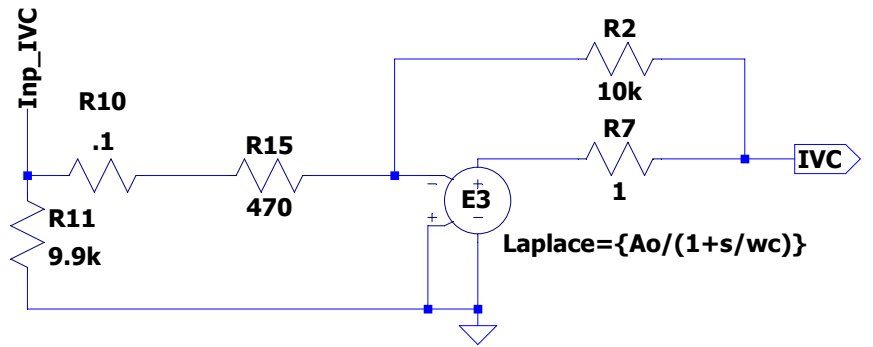 Inp_IVC
R10
.1
R15
470
R11
9.9k
R2
10k
R7
1
IVC
−
+
E3
+
−
Laplace={Ao/(1+s/wc)}